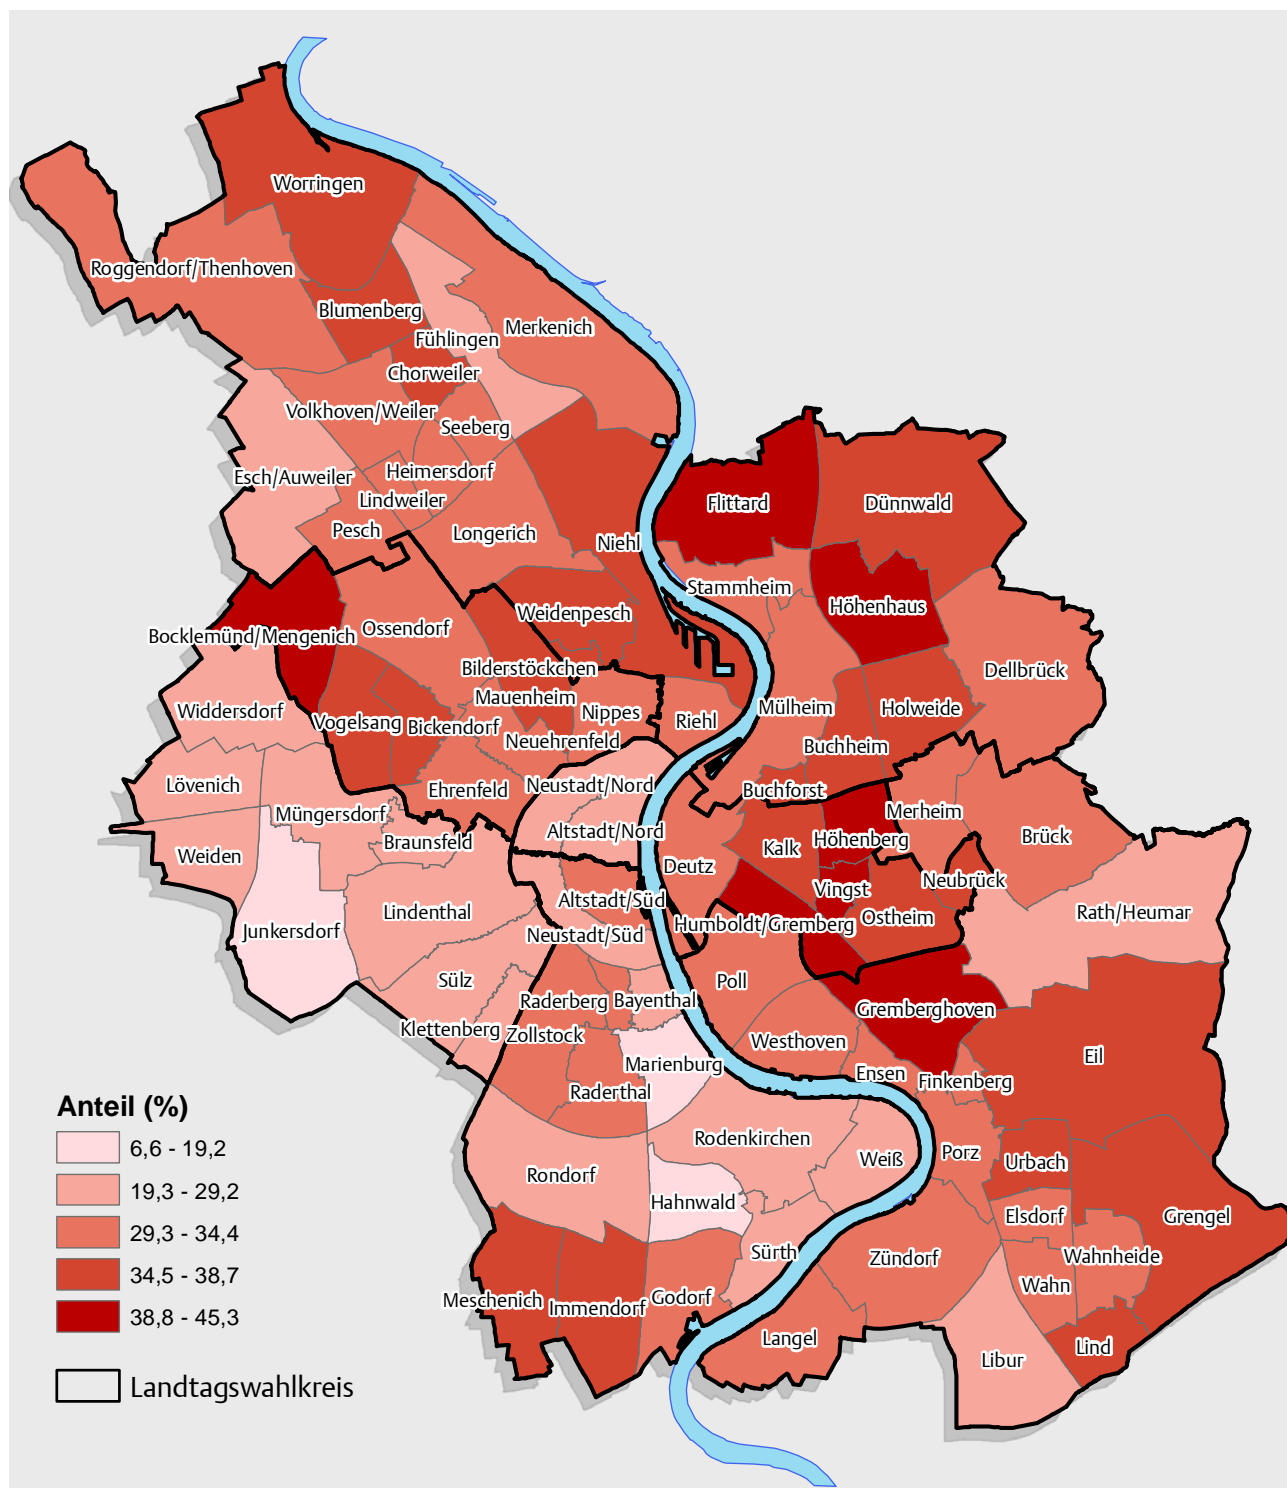 Worringen
Roggendorf/Thenhoven
Blumenberg
Merkenich
Fühlingen
Chorweiler
Volkhoven/Weiler
Seeberg
Heimersdorf
Esch/Auweiler
Lindweiler
Flittard
Dünnwald
Pesch
Longerich
Niehl
Stammheim
Höhenhaus
Weidenpesch
Ossendorf
Bocklemünd/Mengenich
Bilderstöckchen
Dellbrück
Mauenheim
Widdersdorf
Nippes
Mülheim
Holweide
Vogelsang
Bickendorf
Riehl
Neuehrenfeld
Buchheim
Lövenich
Neustadt/Nord
Ehrenfeld
Buchforst
Müngersdorf
Merheim
Altstadt/Nord
Brück
Braunsfeld
Höhenberg
Kalk
Weiden
Deutz
Neubrück
Vingst
Altstadt/Süd
Lindenthal
Rath/Heumar
Ostheim
Humboldt/Gremberg
Junkersdorf
Neustadt/Süd
Sülz
Poll
Raderberg
Bayenthal
Gremberghoven
Klettenberg
Zollstock
Westhoven
Eil
Marienburg
Ensen
Finkenberg
Raderthal
Rodenkirchen
Porz
Weiß
Urbach
Rondorf
Hahnwald
Elsdorf
Grengel
Sürth
Zündorf
Wahnheide
Wahn
Meschenich
Godorf
Immendorf
Langel
Lind
Libur
Anteil (%)
6,6 - 19,2
19,3 - 29,2
29,3 - 34,4
34,5 - 38,7
38,8 - 45,3
Landtagswahlkreis